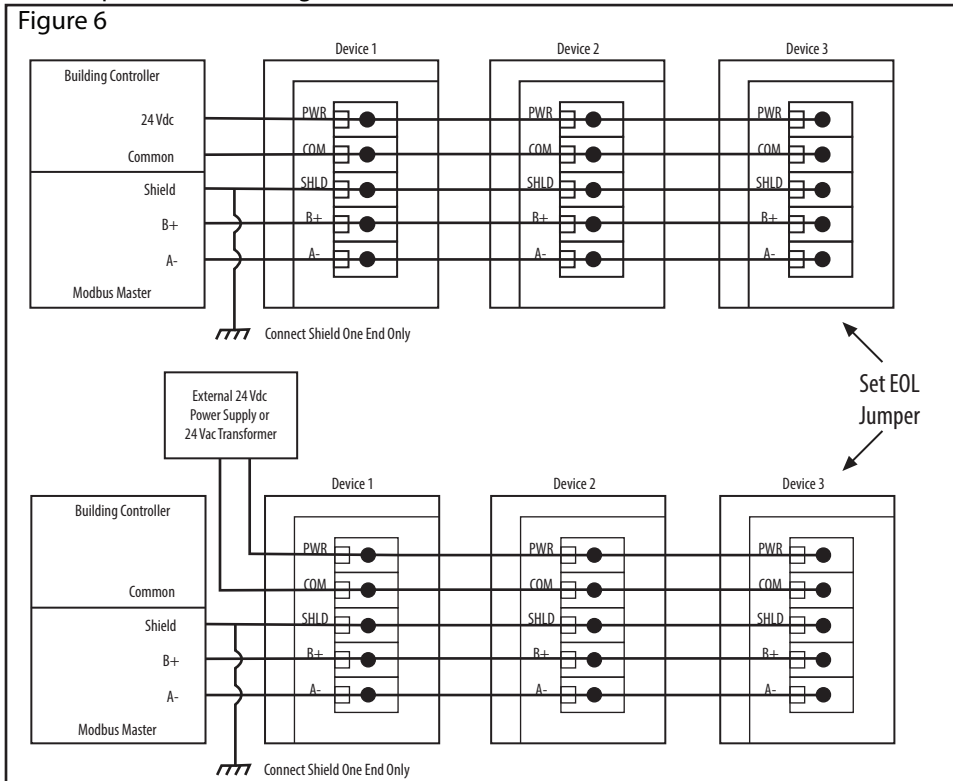 Figure 6
Device 1
Device 2
Device 3
Building Controller
24 Vdc
Common
Shield
B+
A-
Modbus Master
PWR
COM
SHLD
B+
A-
PWR
COM
SHLD
B+
A-
PWR
COM
SHLD
B+
A-
Connect Shield One End Only
Set EOL
Jumper
External 24 Vdc
Power Supply or
24 Vac Transformer
Device 1
Device 2
Device 3
Building Controller
Common
Shield
B+
A-
Modbus Master
PWR
COM
SHLD
B+
A-
PWR
COM
SHLD
B+
A-
PWR
COM
SHLD
B+
A-
Connect Shield One End Only